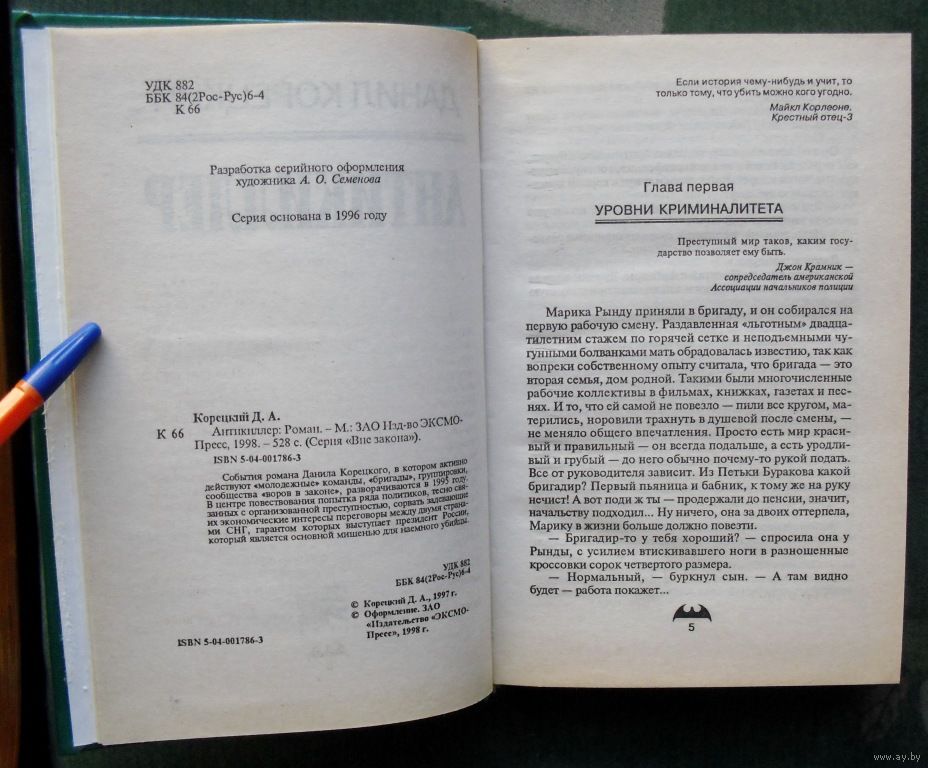 УДК 882
ББК 84(2Рос-Рус)6-4
К 66
Разработка серийного оформления
художника А. О. Семенова
Серия основана в 1996 году
Корецкий Д. А.
К 66 Антикиллер: Роман. – М.: ЗАО Изд-во ЭКСМО-
Пресс, 1998. – 528 с. (Серия «Вне закона»).
ISBN 5-04-001786-3
События романа Данила Корецкого, в котором активно
действуют «молодежные» команды, «бригады», группировки,
сообщества «воров в законе», разворачиваются в 1995 году.
В центре повествования попытка ряда политиков, тесно свя-
занных с организованной преступностью, сорвать задевающие
их экономические интересы переговоры между двумя страна-
ми СНГ, гарантом которых выступает президент России,
который является основной мишенью для наемного убийцы.
УДК 882
ББК 84(2Рос-Рус)6-4
© Корецкий Д. А., 1997 г.
© Оформление. ЗАО
«Издательство «ЭКСМО-
Пресс», 1998 г.
ISBN 5-04-001786-3
Если история чему-нибудь и учит, то
только тому, что убить можно кого угодно.
Майкл Корлеоне.
Крестный отец-3
Глава первая
УРОВНИ КРИМИНАЛИТЕТА
Преступный мир таков, каким госу-
дарство позволяет ему быть.
Джон Крамник —
сопредседатель американской
Ассоциации начальников полиции
Марика Рынду приняли в бригаду, и он собирался на
первую рабочую смену. Раздавленная «льготным» двадца-
тилетним стажем по горячей сетке и неподъемными чу-
гунными болванками мать обрадовалась известию, так как
вопреки собственному опыту считала, что бригада — это
вторая семья, дом родной. Такими были многочисленные
рабочие коллективы в фильмах, книжках, газетах и пес-
нях. И то, что ей самой не повезло — пили все кругом, ма-
терились, норовили трахнуть в душевой после смены, —
не меняло общего впечатления. Просто есть мир краси-
вый и правильный — он всегда подальше, а есть уродли-
вый и грубый — до него обычно почему-то рукой подать.
Все от руководителя зависит. Из Петьки Буракова какой
бригадир? Первый пьяница и бабник, к тому же на руку
нечист! А вот поди ж ты — продержали до пенсии, значит,
начальству подходил... Ну ничего, она за двоих оттерпела,
Марику в жизни больше должно повезти.
— Бригадир-то у тебя хороший? — спросила она у
Рынды, с усилием втискивавшего ноги в разношенные
кроссовки сорок четвертого размера.
— Нормальный, — буркнул сын. — А там видно
будет — работа покажет...
5
www.ay.by